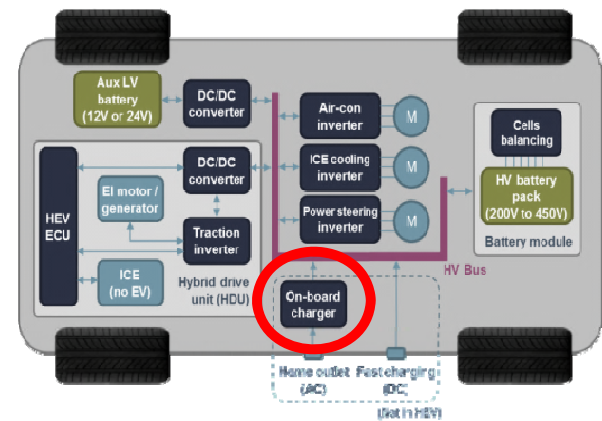 Aux LV
battery
(12V or 24V)
DC/DC
converter
Air-con
inverter
M
Cells
balancing
ICE cooling
inverter
M
HV battery
pack
(200V to 450V)
Battery module
Power steering
inverter
M
HEV
ECU
DC/DC
converter
El motor /
generator
Traction
inverter
ICE
(no EV)
Hybrid drive
unit (HDU)
HV Bus
On-board
charger
Home outlet
(AC)
Fast charging
(DC)
(Not in HEV)